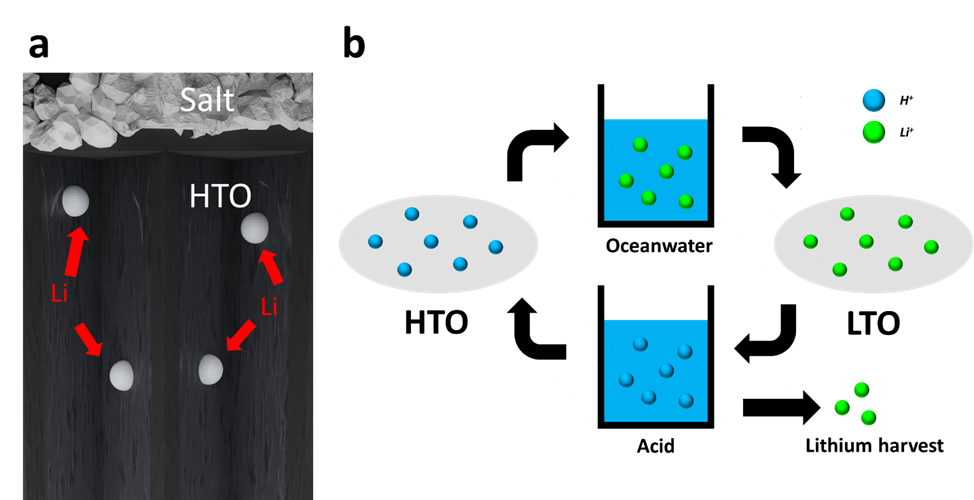 a
Salt
HTO
Li
Li
b
H⁺
Li⁺
Oceanwater
HTO
LTO
Acid
Lithium harvest